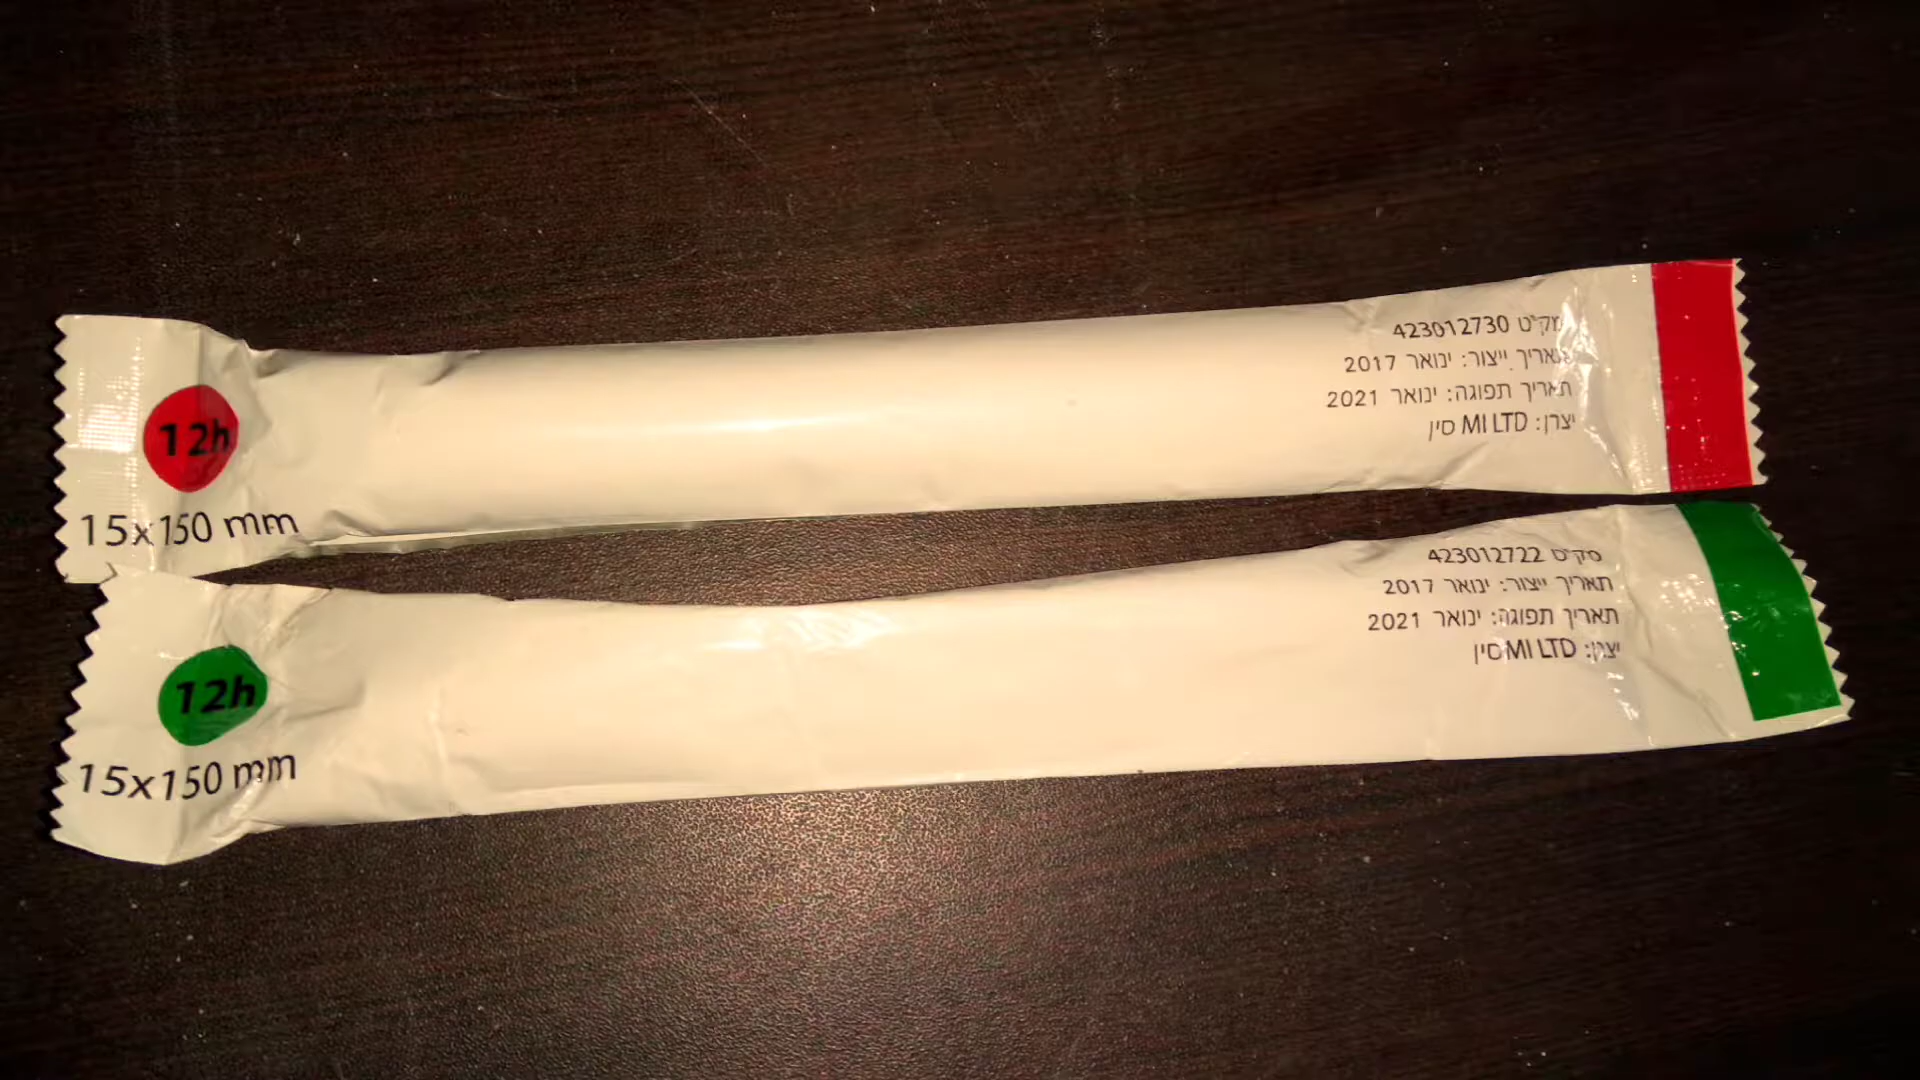 12h
15x150 mm
מק"ט 423012730
תאריך ייצור: ינואר 2017
תאריך תפוגה: ינואר 2021
יצרן: MI LTD סין
12h
15x150 mm
מק"ט 423012722
תאריך ייצור: ינואר 2017
תאריך תפוגה: ינואר 2021
יצרן: MI LTD סין